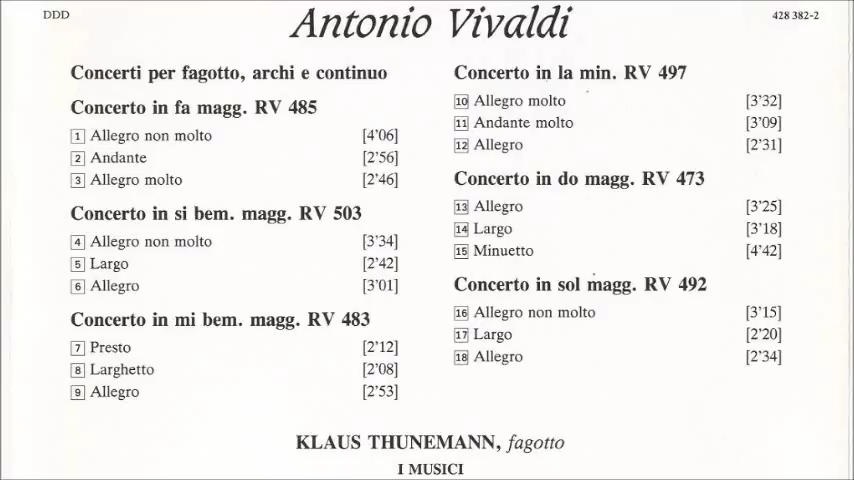 DDD
Antonio Vivaldi
428 382-2
Concerti per fagotto, archi e continuo
Concerto in fa magg. RV 485
1 Allegro non molto [4'06]
2 Andante [2'56]
3 Allegro molto [2'46]
Concerto in si bem. magg. RV 503
4 Allegro non molto [3'34]
5 Largo [2'42]
6 Allegro [3'01]
Concerto in mi bem. magg. RV 483
7 Presto [2'12]
8 Larghetto [2'08]
9 Allegro [2'53]
Concerto in la min. RV 497
10 Allegro molto [3'32]
11 Andante molto [3'09]
12 Allegro [2'31]
Concerto in do magg. RV 473
13 Allegro [3'25]
14 Largo [3'18]
15 Minuetto [4'42]
Concerto in sol magg. RV 492
16 Allegro non molto [3'15]
17 Largo [2'20]
18 Allegro [2'34]
KLAUS THUNEMANN, fagotto
I MUSICI